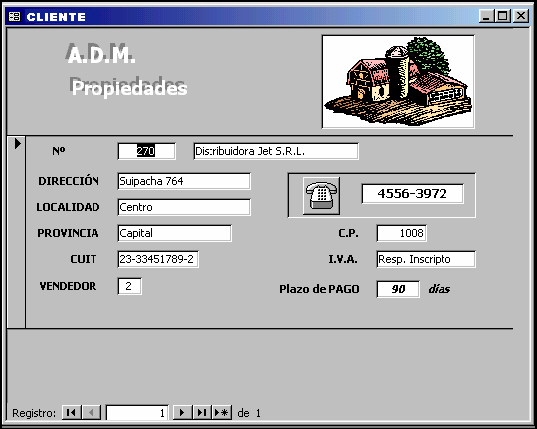 CLIENTE
A.D.M.
Propiedades
Nº 270 Distribuidora Jet S.R.L.
DIRECCIÓN Suipacha 764
4556-3972
LOCALIDAD Centro
PROVINCIA Capital C.P. 1008
CUIT 23-33451789-2 I.V.A. Resp. Inscripto
VENDEDOR 2 Plazo de PAGO 90 días
Registro: 1 de 1